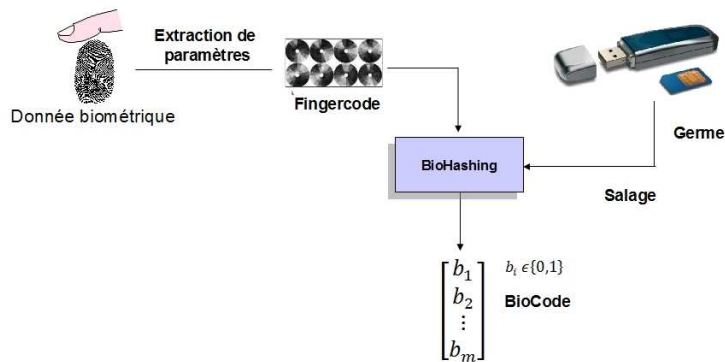 Extraction de
paramètres
Donnée biométrique
Fingercode
Germe
BioHashing
Salage
b₁
b₂
⋮
bₘ
bᵢ ϵ{0,1}
BioCode